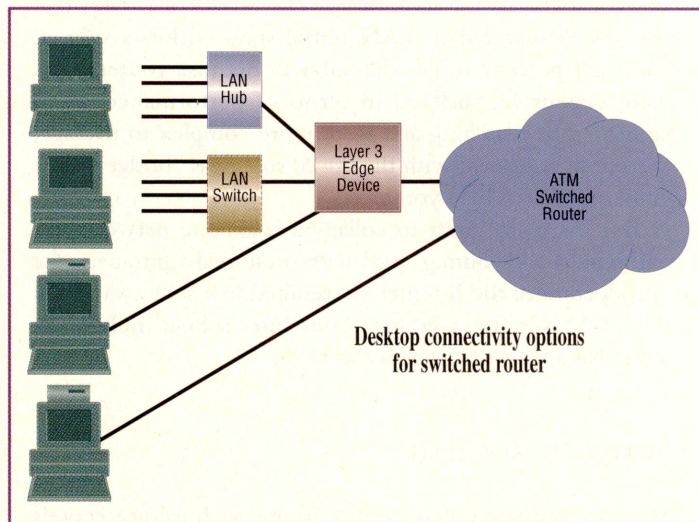 LAN
Hub
LAN
Switch
Layer 3
Edge
Device
ATM
Switched
Router
Desktop connectivity options
for switched router